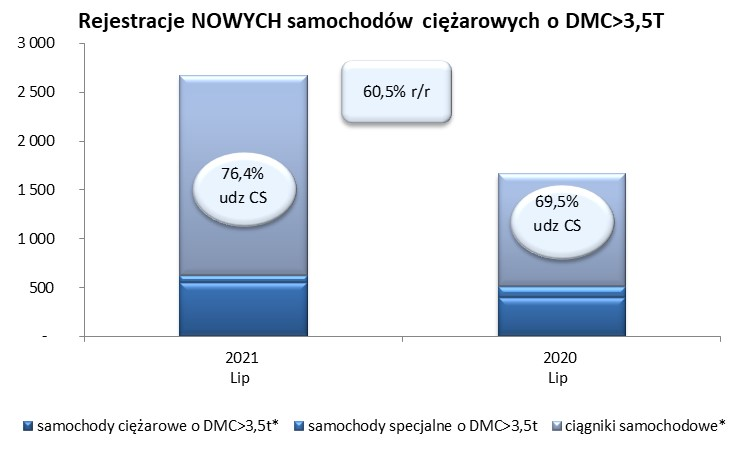 Rejestracje NOWYCH samochodów ciężarowych o DMC>3,5T
3 000
2 500
2 000
1 500
1 000
500
-
60,5% r/r
76,4%
udz CS
69,5%
udz CS
2021
Lip
2020
Lip
samochody ciężarowe o DMC>3,5t* samochody specjalne o DMC>3,5t ciągniki samochodowe*